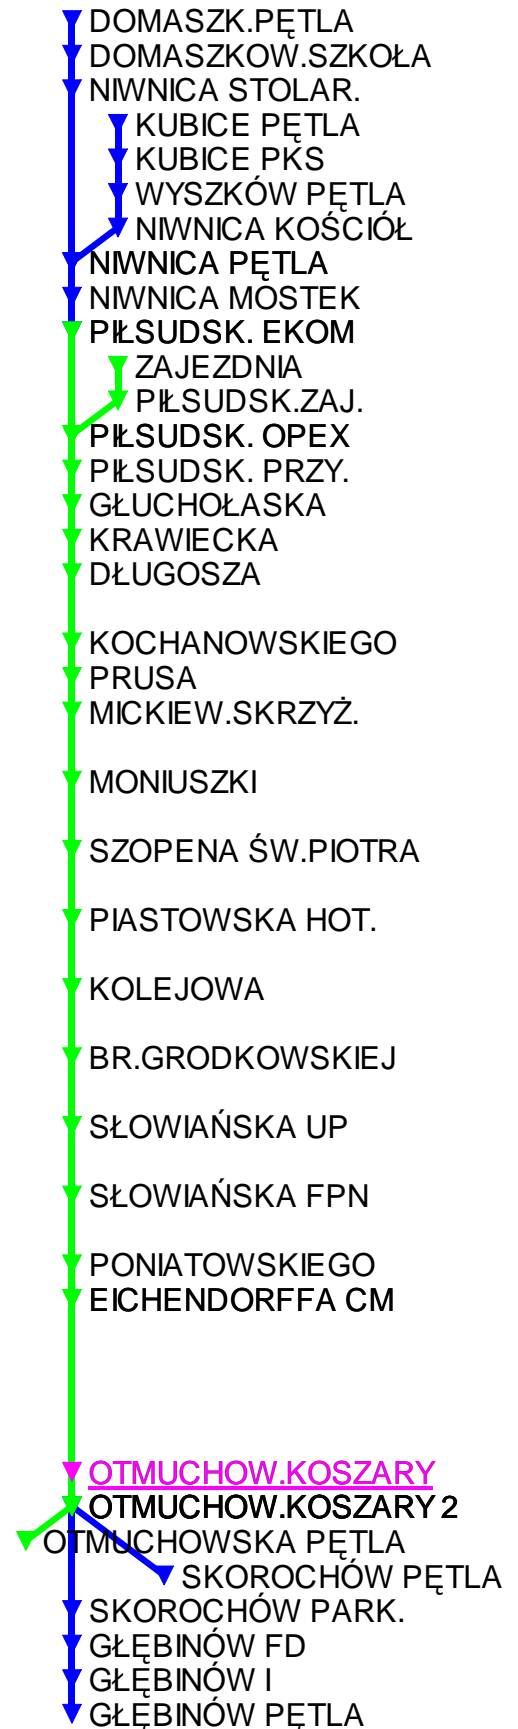 DOMASZK.PĘTLA
DOMASZKOW.SZKOŁA
NIWNICA STOLAR.
KUBICE PĘTLA
KUBICE PKS
WYSZKÓW PĘTLA
NIWNICA KOŚCIÓŁ
NIWNICA PĘTLA
NIWNICA MOSTEK
PIŁSUDSK. EKOM
ZAJEZDNIA
PIŁSUDSK.ZAJ.
PIŁSUDSK. OPEX
PIŁSUDSK. PRZY.
GŁUCHOŁASKA
KRAWIECKA
DŁUGOSZA
KOCHANOWSKIEGO
PRUSA
MICKIEW.SKRZYŻ.
MONIUSZKI
SZOPENA ŚW.PIOTRA
PIASTOWSKA HOT.
KOLEJOWA
BR.GRODKOWSKIEJ
SŁOWIAŃSKA UP
SŁOWIAŃSKA FPN
PONIATOWSKIEGO
EICHENDORFFA CM
OTMUCHOW.KOSZARY
OTMUCHOW.KOSZARY 2
OTMUCHOWSKA PĘTLA
SKOROCHÓW PĘTLA
SKOROCHÓW PARK.
GŁĘBINÓW FD
GŁĘBINÓW I
GŁĘBINÓW PĘTLA